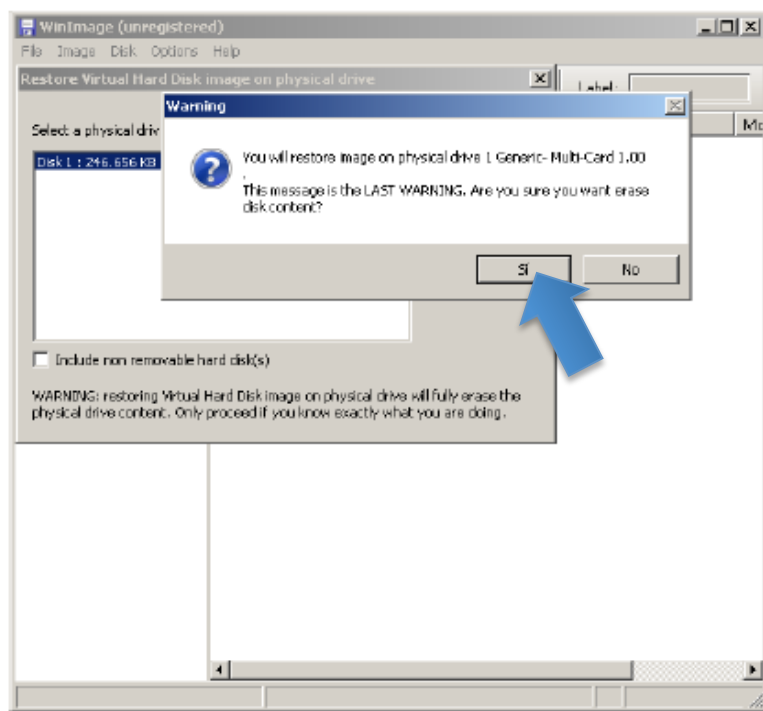 WinImage (unregistered)
File Image Disk Options Help
Restore Virtual Hard Disk image on physical drive
Label:
Warning
Select a physical driv
Mo
Disk 1 : 246.656 KB
You will restore image on physical drive 1 Generic- Multi-Card 1.00
.
This message is the LAST WARNING. Are you sure you want erase
disk content?
Sí
No
Include non removable hard disk(s)
WARNING: restoring Virtual Hard Disk image on physical drive will fully erase the
physical drive content. Only proceed if you know exactly what you are doing.